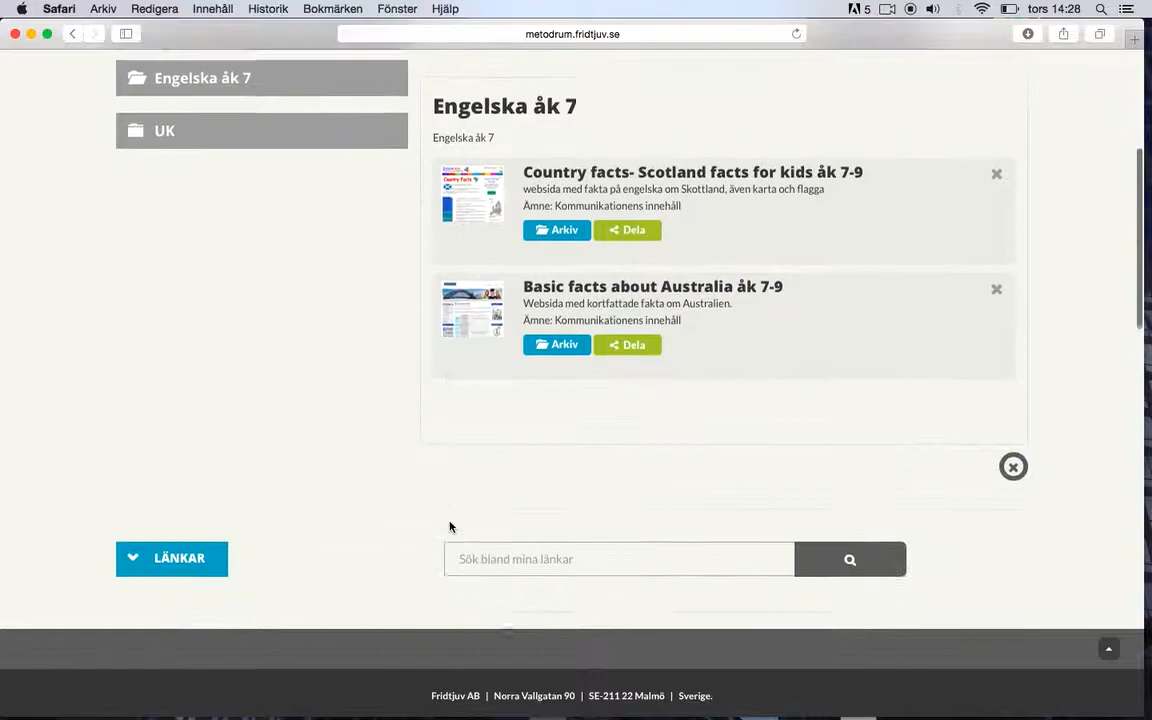 Safari Arkiv Redigera Innehåll Historik Bokmärken Fönster Hjälp 5 tors 14:28
metodrum.fridtjuv.se
Engelska åk 7
UK
Engelska åk 7
Engelska åk 7
Country facts- Scotland facts for kids åk 7-9
websida med fakta på engelska om Skottland, även karta och flagga
Ämne: Kommunikationens innehåll
Arkiv Dela
Basic facts about Australia åk 7-9
Websida med kortfattade fakta om Australien.
Ämne: Kommunikationens innehåll
Arkiv Dela
LÄNKAR
Sök bland mina länkar
Fridtjuv AB | Norra Vallgatan 90 | SE-211 22 Malmö | Sverige.